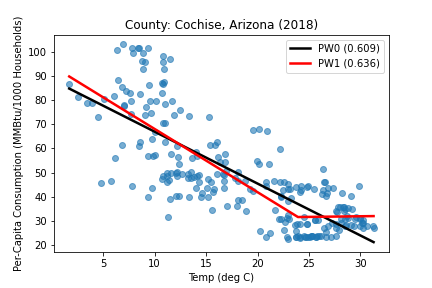 County: Cochise, Arizona (2018)
Per-Capita Consumption (MMBtu/1000 Households)
100
90
80
70
60
50
40
30
20
PW0 (0.609)
PW1 (0.636)
5 10 15 20 25 30
Temp (deg C)